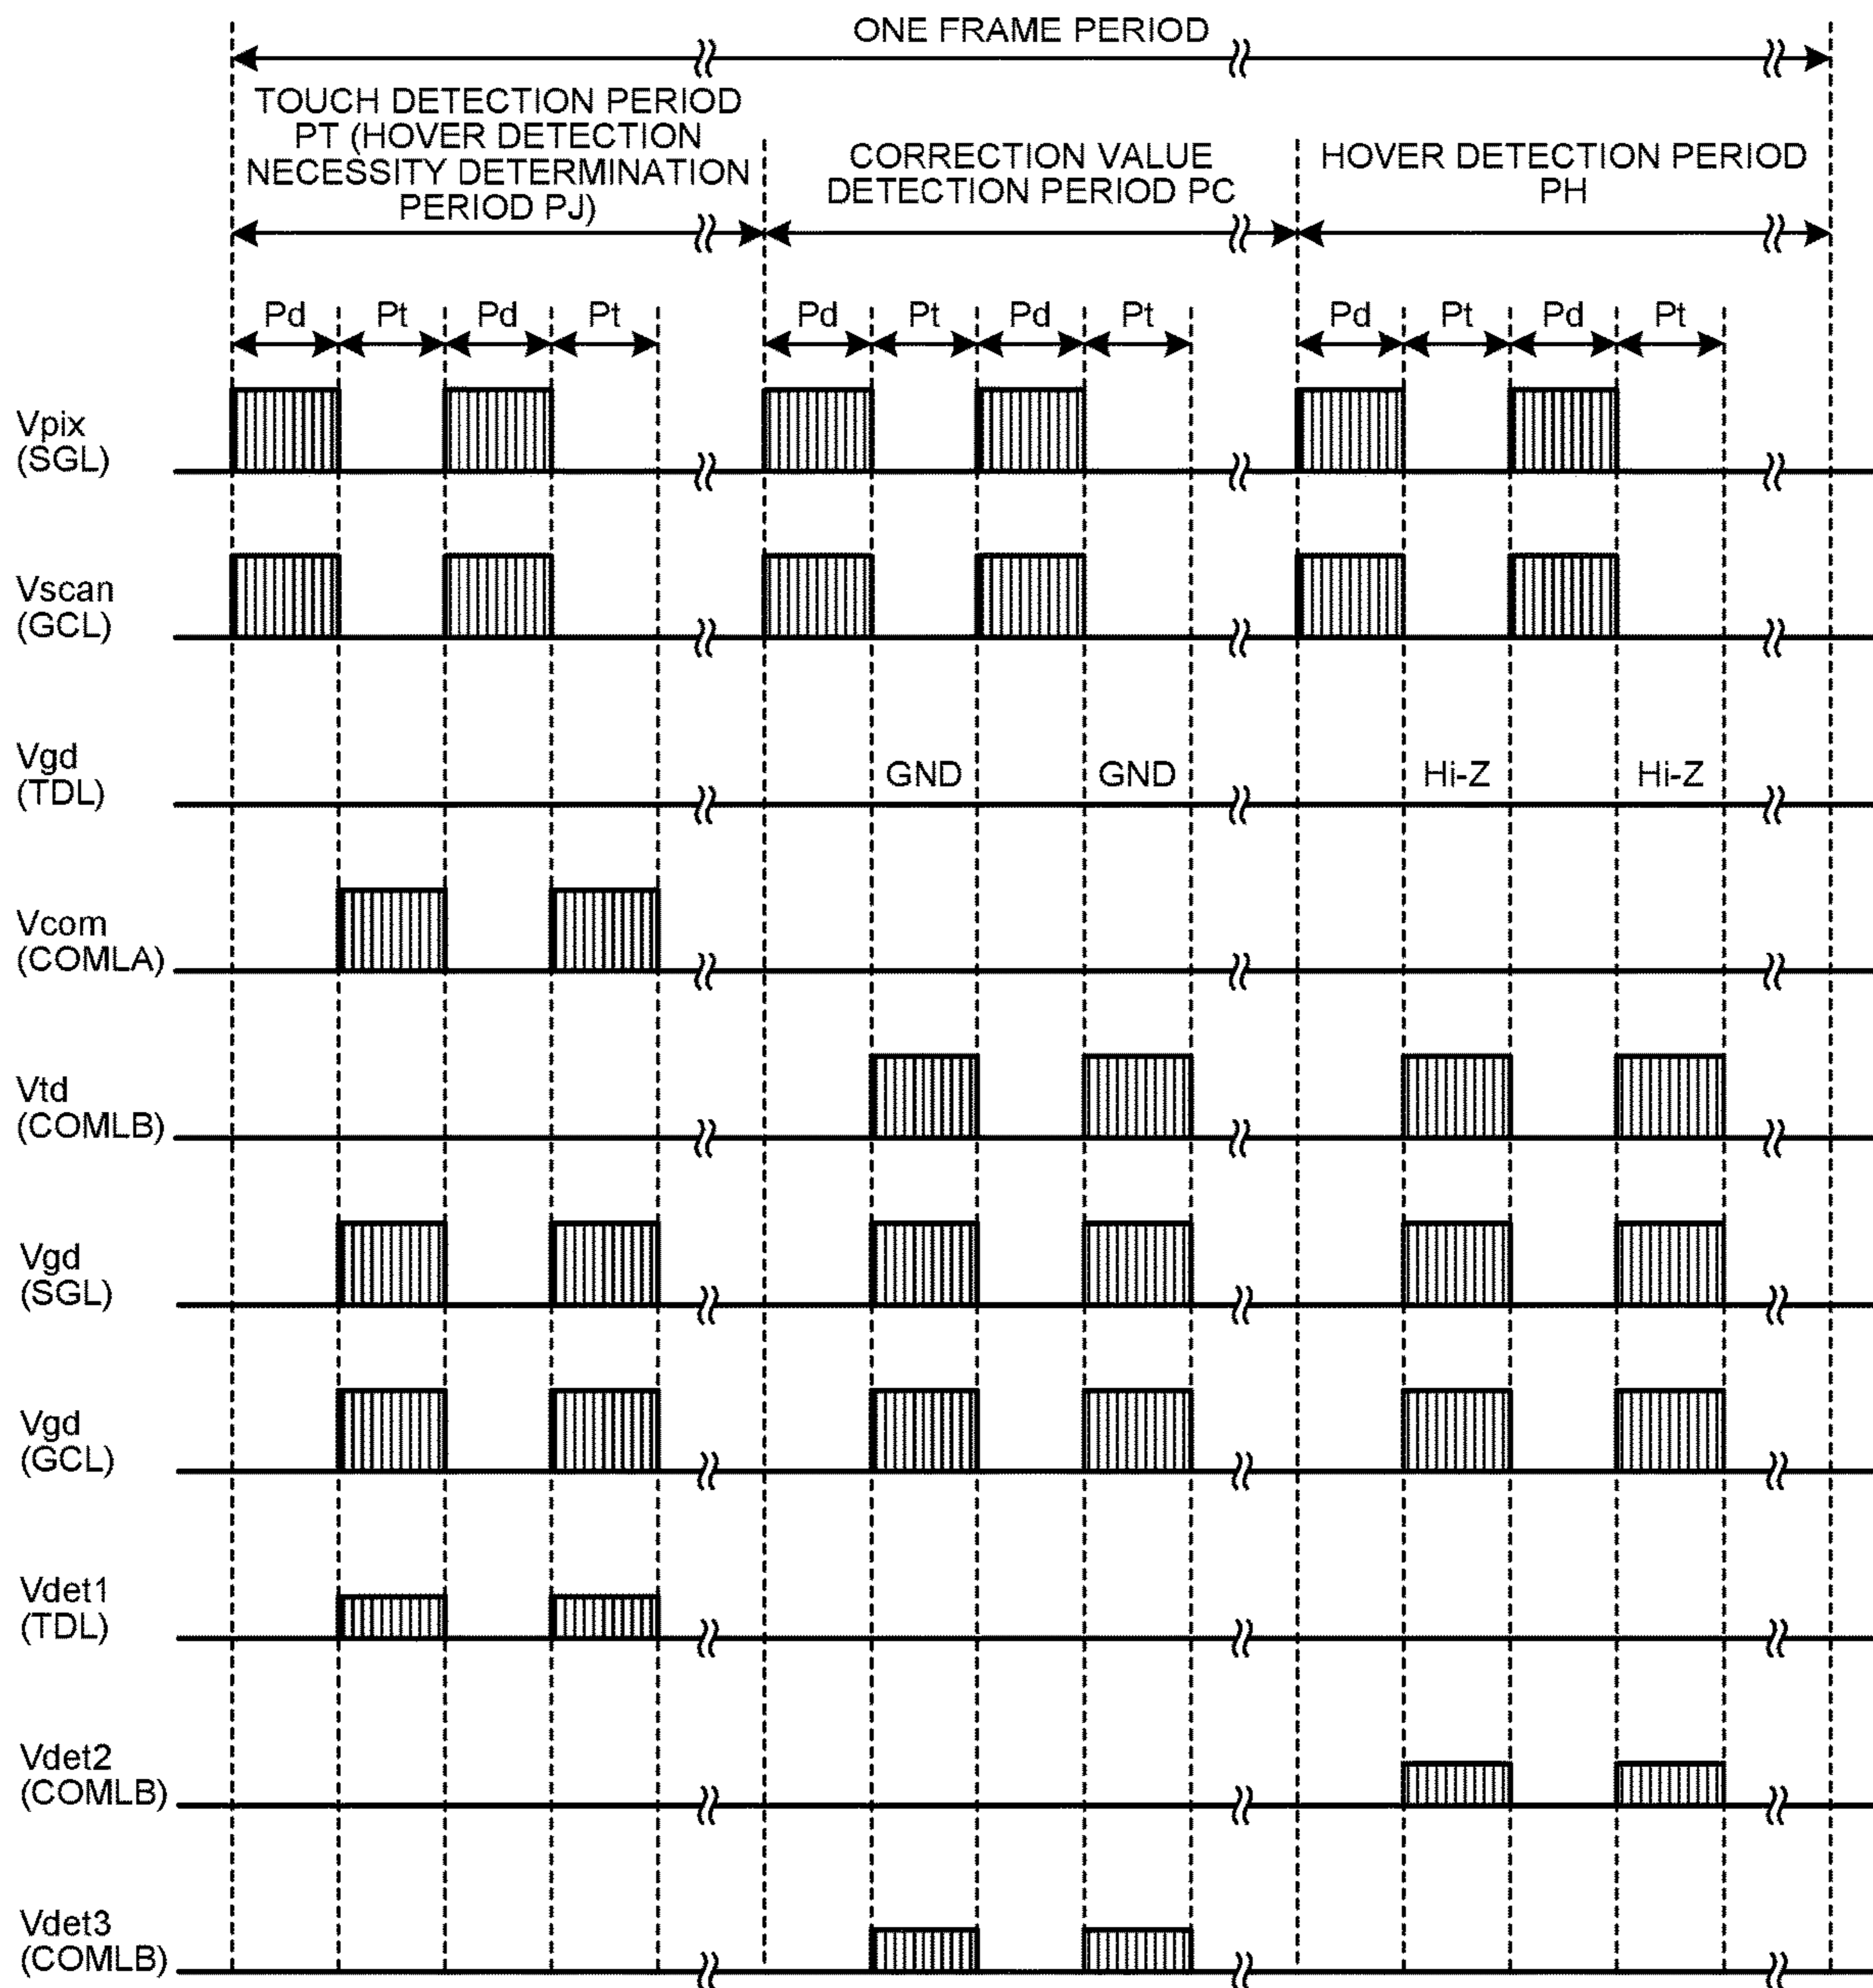 ONE FRAME PERIOD
TOUCH DETECTION PERIOD
PT (HOVER DETECTION
NECESSITY DETERMINATION
PERIOD PJ)
CORRECTION VALUE
DETECTION PERIOD PC
HOVER DETECTION PERIOD
PH
Pd Pt Pd Pt Pd Pt Pd Pt Pd Pt Pd Pt
Vpix
(SGL)
Vscan
(GCL)
Vgd
(TDL)
GND GND Hi-Z Hi-Z
Vcom
(COMLA)
Vtd
(COMLB)
Vgd
(SGL)
Vgd
(GCL)
Vdet1
(TDL)
Vdet2
(COMLB)
Vdet3
(COMLB)